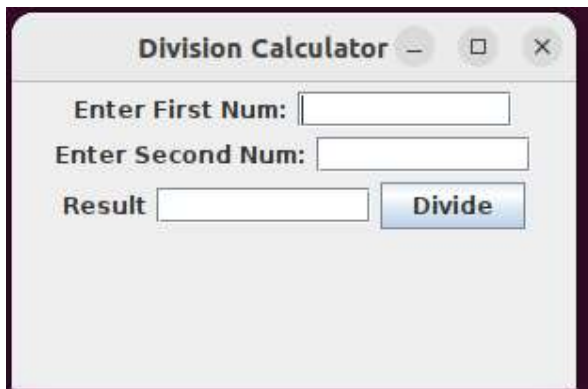 Division Calculator
Enter First Num:
Enter Second Num:
Result Divide